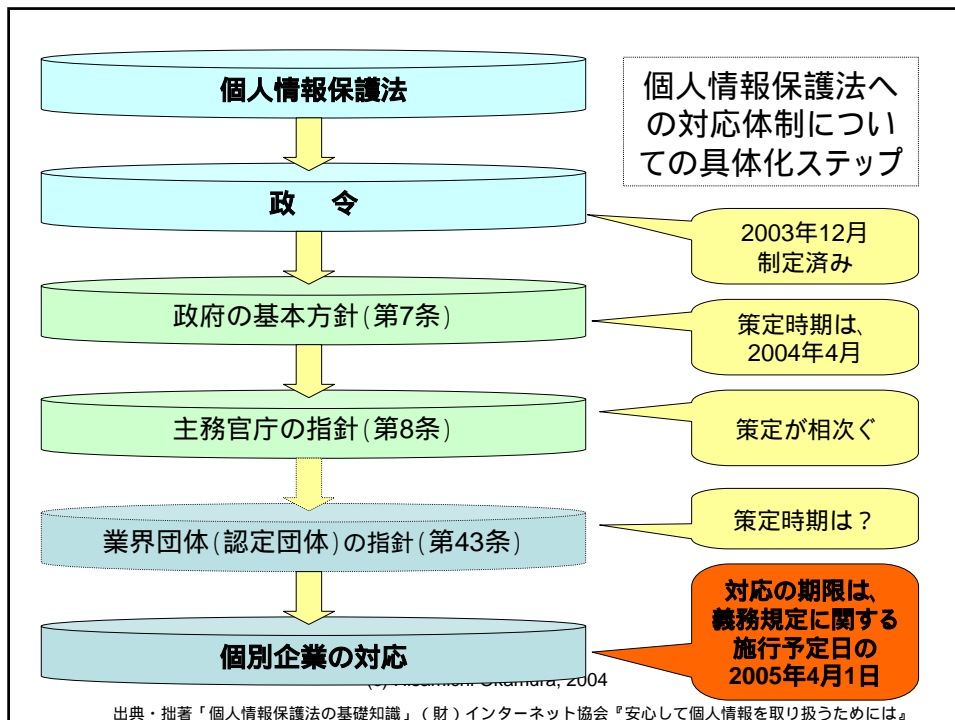 個人情報保護法
個人情報保護法へ
の対応体制につい
ての具体化ステップ
政 令
2003年12月
制定済み
政府の基本方針(第7条)
策定時期は、
2004年4月
主務官庁の指針(第8条)
策定が相次ぐ
業界団体(認定団体)の指針(第43条)
策定時期は?
個別企業の対応
対応の期限は、
義務規定に関する
施行予定日の
2005年4月1日
(c) Hisamichi Okamura, 2004
出典・拙著「個人情報保護法の基礎知識」(財)インターネット協会『安心して個人情報を取り扱うためには』